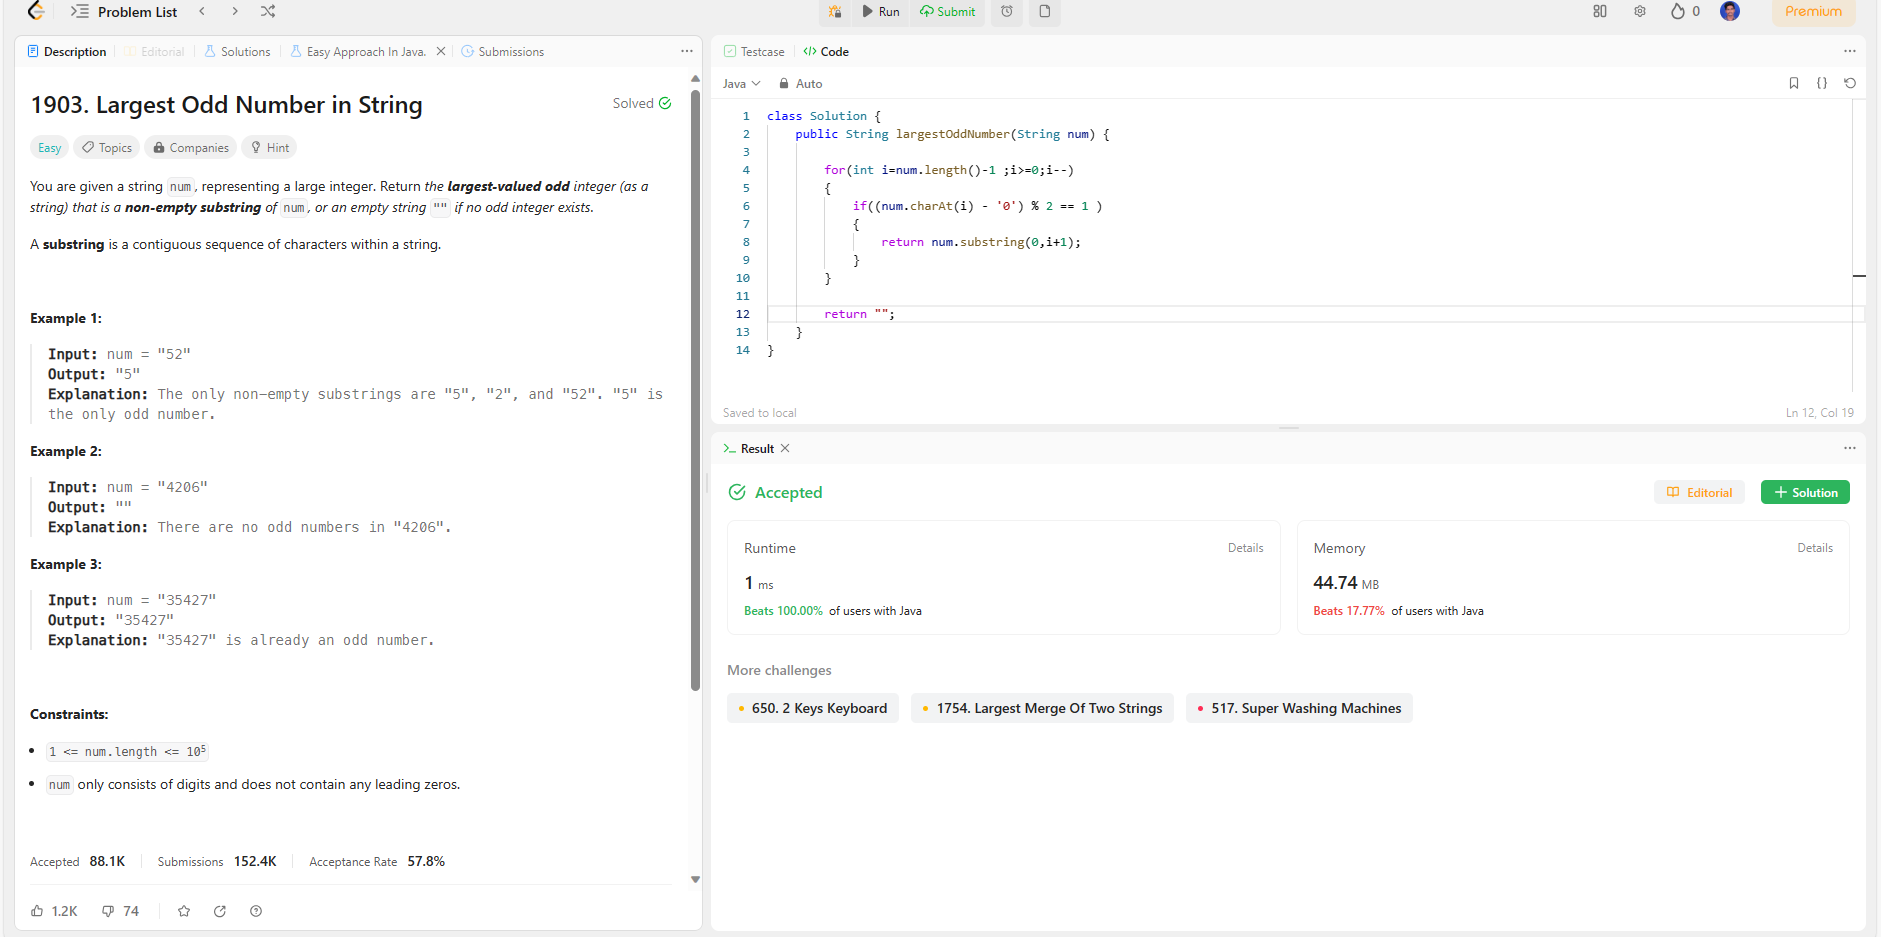 Problem List
Run
Submit
0
Premium
Description
Editorial
Solutions
Easy Approach In Java.
Submissions
1903. Largest Odd Number in String
Solved
Easy
Topics
Companies
Hint
You are given a string num, representing a large integer. Return the largest-valued odd integer (as a
string) that is a non-empty substring of num, or an empty string "" if no odd integer exists.
A substring is a contiguous sequence of characters within a string.
Example 1:
Input: num = "52"
Output: "5"
Explanation: The only non-empty substrings are "5", "2", and "52". "5" is
the only odd number.
Example 2:
Input: num = "4206"
Output: ""
Explanation: There are no odd numbers in "4206".
Example 3:
Input: num = "35427"
Output: "35427"
Explanation: "35427" is already an odd number.
Constraints:
• 1 <= num.length <= 10⁵
• num only consists of digits and does not contain any leading zeros.
Accepted 88.1K
Submissions 152.4K
Acceptance Rate 57.8%
1.2K
74
Testcase
</> Code
Java
Auto
1 class Solution {
2 public String largestOddNumber(String num) {
3
4 for(int i=num.length()-1 ;i>=0;i--)
5 {
6 if((num.charAt(i) - '0') % 2 == 1 )
7 {
8 return num.substring(0,i+1);
9 }
10 }
11
12 return "";
13 }
14 }
Saved to local
Ln 12, Col 19
>_ Result
Accepted
Editorial
+ Solution
Runtime
Details
1 ms
Beats 100.00% of users with Java
Memory
Details
44.74 MB
Beats 17.77% of users with Java
More challenges
650. 2 Keys Keyboard
1754. Largest Merge Of Two Strings
517. Super Washing Machines